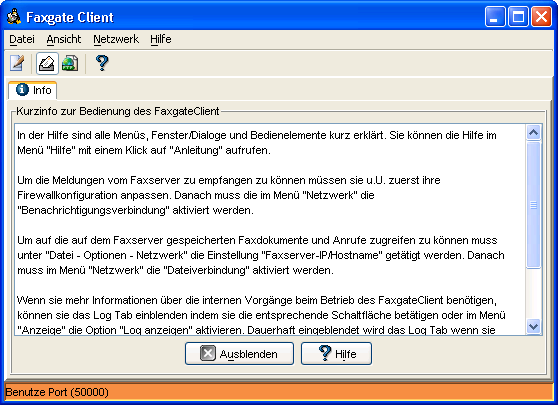 Faxgate Client
Datei Ansicht Netzwerk Hilfe
Info
Kurzinfo zur Bedienung des FaxgateClient
In der Hilfe sind alle Menüs, Fenster/Dialoge und Bedienelemente kurz erklärt. Sie können die Hilfe im
Menü "Hilfe" mit einem Klick auf "Anleitung" aufrufen.
Um die Meldungen vom Faxserver zu empfangen zu können müssen sie u.U. zuerst ihre
Firewallkonfiguration anpassen. Danach muss die im Menü "Netzwerk" die
"Benachrichtigungsverbindung" aktiviert werden.
Um auf die auf dem Faxserver gespeicherten Faxdokumente und Anrufe zugreifen zu können muss
unter "Datei - Optionen - Netzwerk" die Einstellung "Faxserver-IP/Hostname" getätigt werden. Danach
muss im Menü "Netzwerk" die "Dateiverbindung" aktiviert werden.
Wenn sie mehr Informationen über die internen Vorgänge beim Betrieb des FaxgateClient benötigen,
können sie das Log Tab einblenden indem sie die entsprechende Schaltfläche betätigen oder im Menü
"Anzeige" die Option "Log anzeigen" aktivieren. Dauerhaft eingeblendet wird das Log Tab wenn sie
Ausblenden Hilfe
Benutze Port (50000)